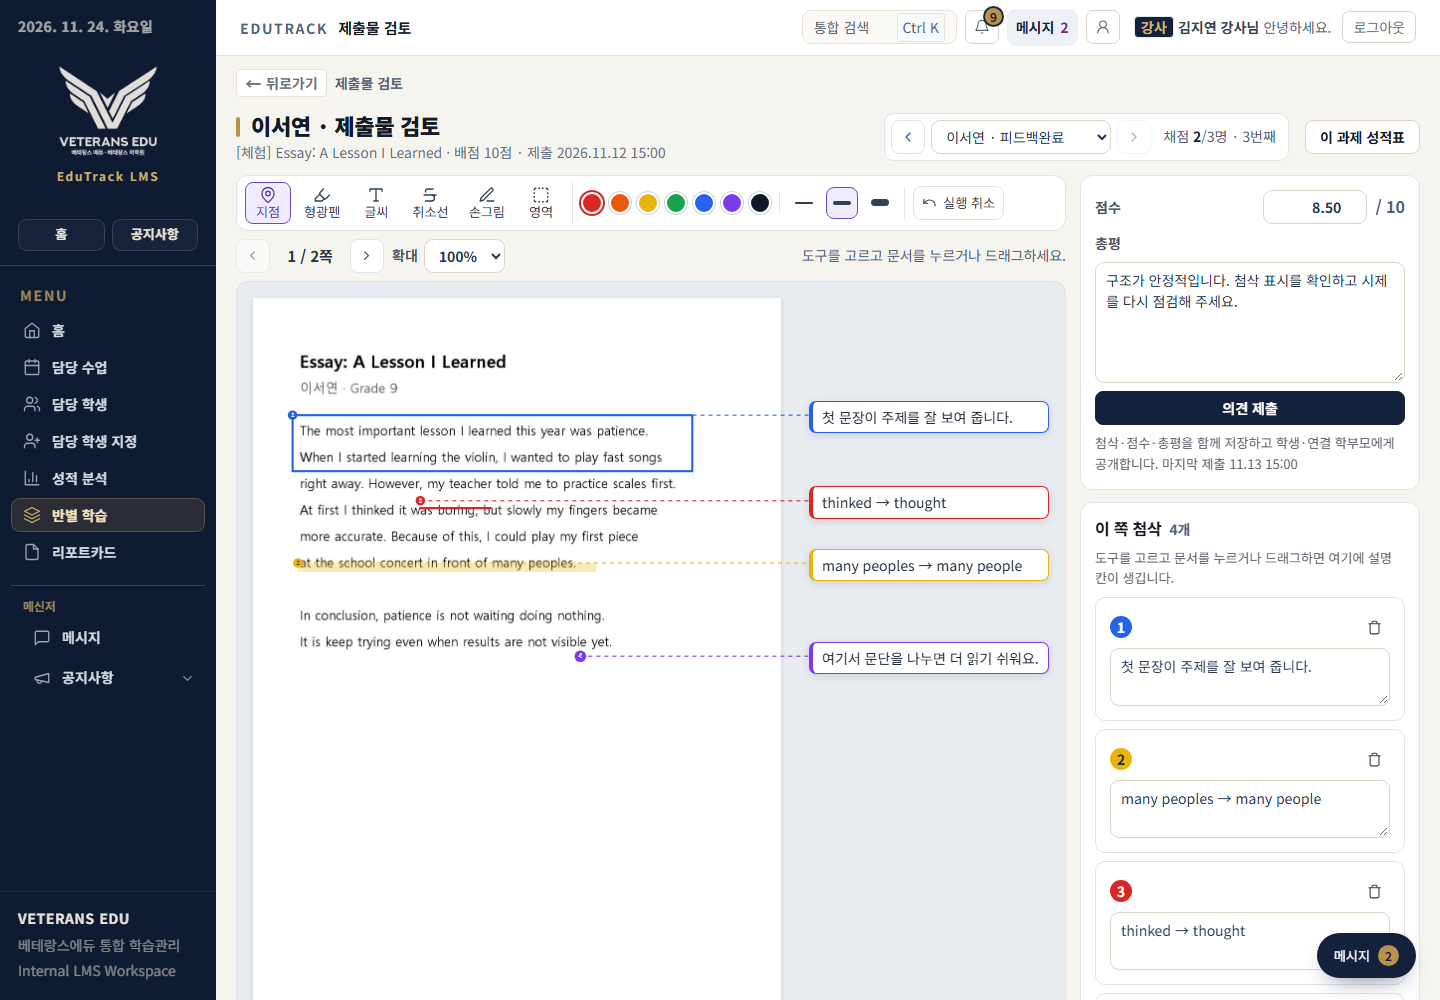 2026. 11. 24. 화요일
VETERANS EDU
베테랑스 에듀 · 베테랑스 어학원
EduTrack LMS
홈
공지사항
MENU
홈
담당 수업
담당 학생
담당 학생 지정
성적 분석
반별 학습
리포트카드
메신저
메시지
공지사항
VETERANS EDU
베테랑스에듀 통합 학습관리
Internal LMS Workspace
EDUTRACK 제출물 검토
통합 검색 Ctrl K
9
메시지 2
강사 김지연 강사님 안녕하세요.
로그아웃
← 뒤로가기 제출물 검토
이서연 · 제출물 검토
[체험] Essay: A Lesson I Learned · 배점 10점 · 제출 2026.11.12 15:00
이서연 · 피드백완료
채점 2/3명 · 3번째
이 과제 성적표
지점
형광펜
글씨
취소선
손그림
영역
실행 취소
1 / 2쪽
확대 100%
도구를 고르고 문서를 누르거나 드래그하세요.
Essay: A Lesson I Learned
이서연 · Grade 9
1
The most important lesson I learned this year was patience.
When I started learning the violin, I wanted to play fast songs
right away. However, my teacher told me to practice scales first.
3
At first I thinked it was boring, but slowly my fingers became
more accurate. Because of this, I could play my first piece
2
at the school concert in front of many peoples.
In conclusion, patience is not waiting doing nothing.
It is keep trying even when results are not visible yet.
4
첫 문장이 주제를 잘 보여 줍니다.
thinked → thought
many peoples → many people
여기서 문단을 나누면 더 읽기 쉬워요.
점수 8.50 / 10
총평
구조가 안정적입니다. 첨삭 표시를 확인하고 시제
를 다시 점검해 주세요.
의견 제출
첨삭·점수·총평을 함께 저장하고 학생·연결 학부모에게
공개합니다. 마지막 제출 11.13 15:00
이 쪽 첨삭 4개
도구를 고르고 문서를 누르거나 드래그하면 여기에 설명
칸이 생깁니다.
1
첫 문장이 주제를 잘 보여 줍니다.
2
many peoples → many people
3
thinked → thought
메시지 2